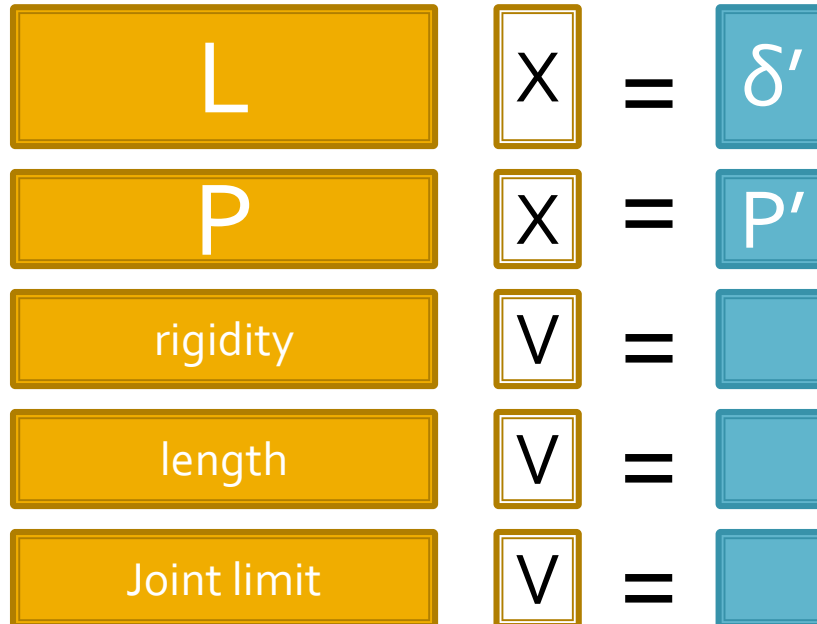 L X = δ′
P X = P′
rigidity V =
length V =
Joint limit V =